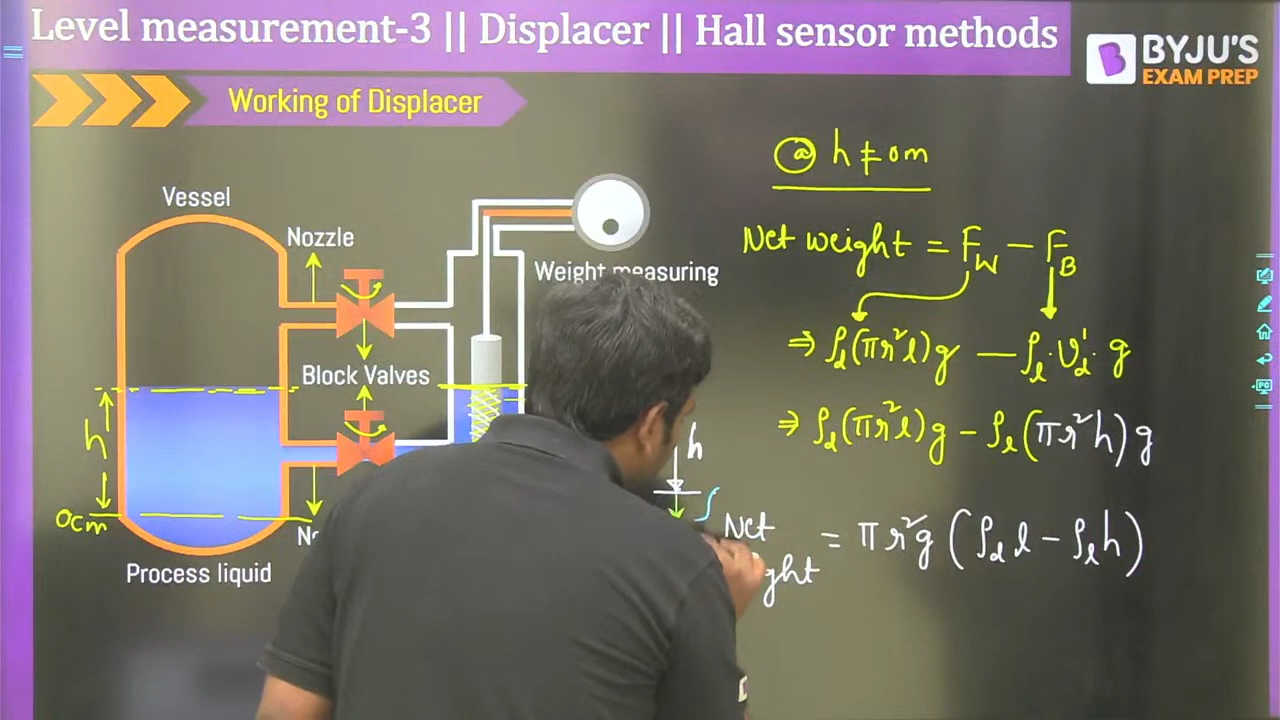 Level measurement-3 || Displacer || Hall sensor methods
BYJU'S
EXAM PREP
Working of Displacer
@ h ≠ 0m
Vessel
Nozzle
Net weight = F_W − F_B
Weight measuring
⇒ ρ_d(πr²l)g − ρ_l·V_d'·g
Block Valves
⇒ ρ_d(πr²l)g − ρ_l(πr²h)g
h
h
0cm
Net
= πr²g (ρ_d l − ρ_l h)
Process liquid